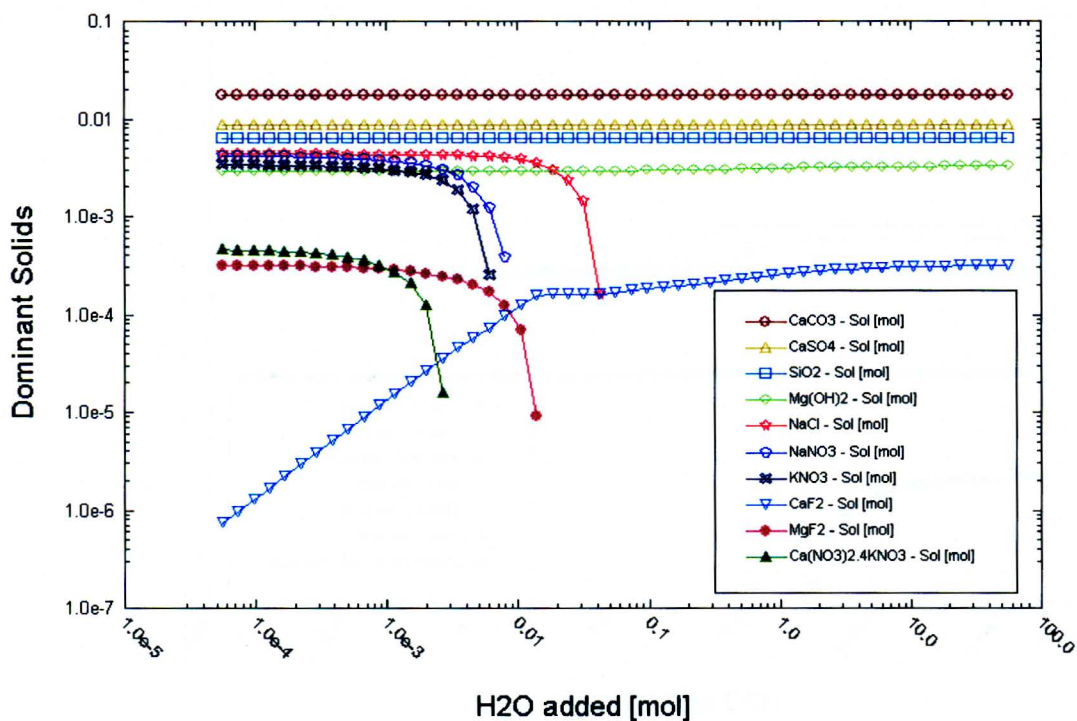 0.1
0.01
1.0e-3
1.0e-4
1.0e-5
1.0e-6
1.0e-7
Dominant Solids
CaCO3 - Sol [mol]
CaSO4 - Sol [mol]
SiO2 - Sol [mol]
Mg(OH)2 - Sol [mol]
NaCl - Sol [mol]
NaNO3 - Sol [mol]
KNO3 - Sol [mol]
CaF2 - Sol [mol]
MgF2 - Sol [mol]
Ca(NO3)2.4KNO3 - Sol [mol]
1.0e-5 1.0e-4 1.0e-3 0.01 0.1 1.0 10.0 100.0
H2O added [mol]